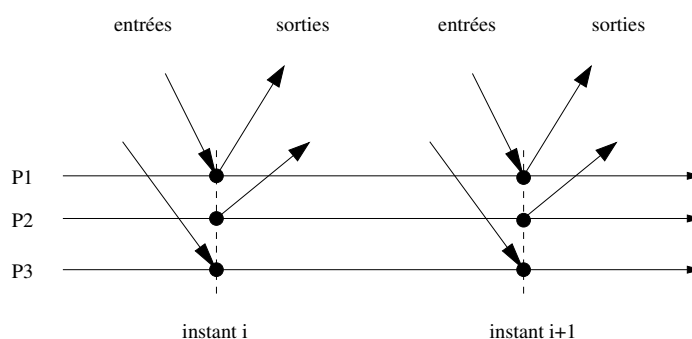 entrées sorties entrées sorties
P1
P2
P3
instant i instant i+1